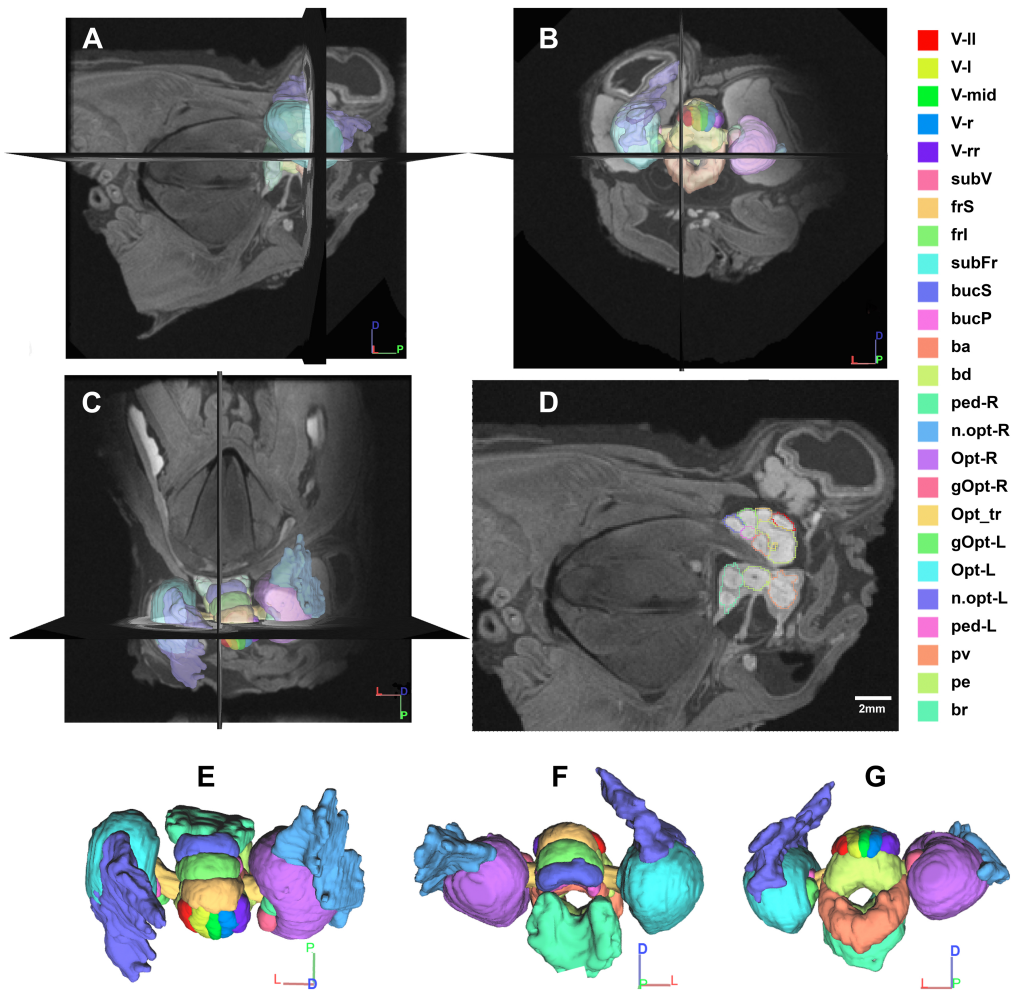 A
B
D
L
P
D
L
P
C
L
D
P
D
2mm
V-ll
V-l
V-mid
V-r
V-rr
subV
frS
frI
subFr
bucS
bucP
ba
bd
ped-R
n.opt-R
Opt-R
gOpt-R
Opt_tr
gOpt-L
Opt-L
n.opt-L
ped-L
pv
pe
br
E
F
G
P
L
D
D
P
L
D
L
P